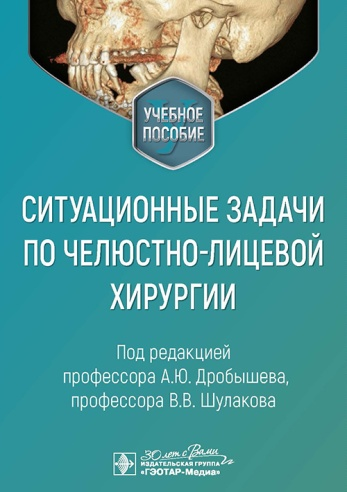 УЧЕБНОЕ
ПОСОБИЕ
СИТУАЦИОННЫЕ ЗАДАЧИ
ПО ЧЕЛЮСТНО-ЛИЦЕВОЙ
ХИРУРГИИ
Под редакцией
профессора А.Ю. Дробышева,
профессора В.В. Шулакова
30 лет с Вами
ИЗДАТЕЛЬСКАЯ ГРУППА
«ГЭОТАР-Медиа»